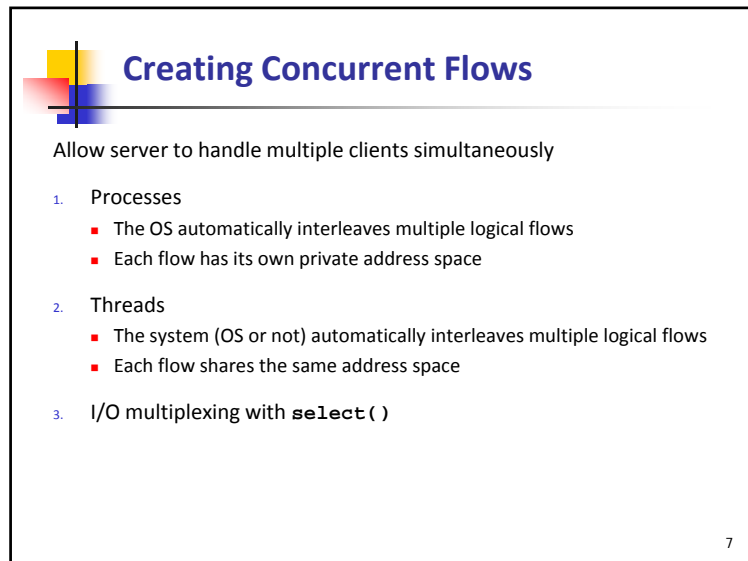 Creating Concurrent Flows
Allow server to handle multiple clients simultaneously
1. Processes
■ The OS automatically interleaves multiple logical flows
■ Each flow has its own private address space
2. Threads
■ The system (OS or not) automatically interleaves multiple logical flows
■ Each flow shares the same address space
3. I/O multiplexing with select()
7